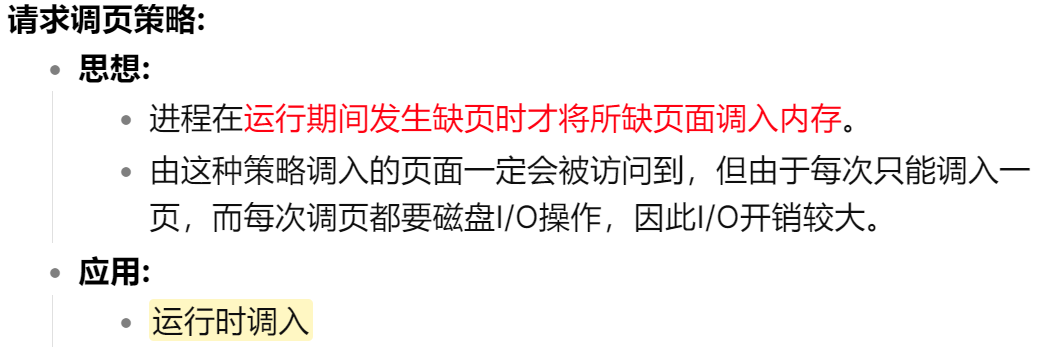 请求调页策略:
思想:
进程在运行期间发生缺页时才将所缺页面调入内存。
由这种策略调入的页面一定会被访问到，但由于每次只能调入一
页，而每次调页都要磁盘I/O操作，因此I/O开销较大。
应用:
运行时调入